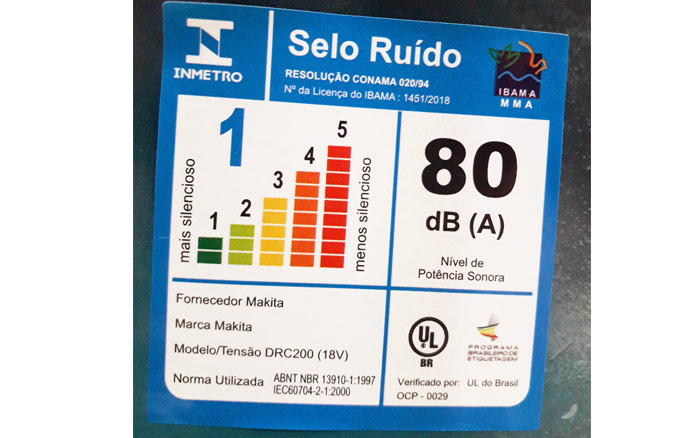 INMETRO
Selo Ruído
RESOLUÇÃO CONAMA 020/94
Nº da Licença do IBAMA : 1451/2018
IBAMA
MMA
1
mais silencioso
1
2
3
4
5
menos silencioso
80
dB (A)
Nível de
Potência Sonora
Fornecedor Makita
Marca Makita
Modelo/Tensão DRC200 (18V)
Norma Utilizada ABNT NBR 13910-1:1997
IEC60704-2-1:2000
UL
BR
PROGRAMA
BRASILEIRO DE
ETIQUETAGEM
Verificado por: UL do Brasil
OCP - 0029